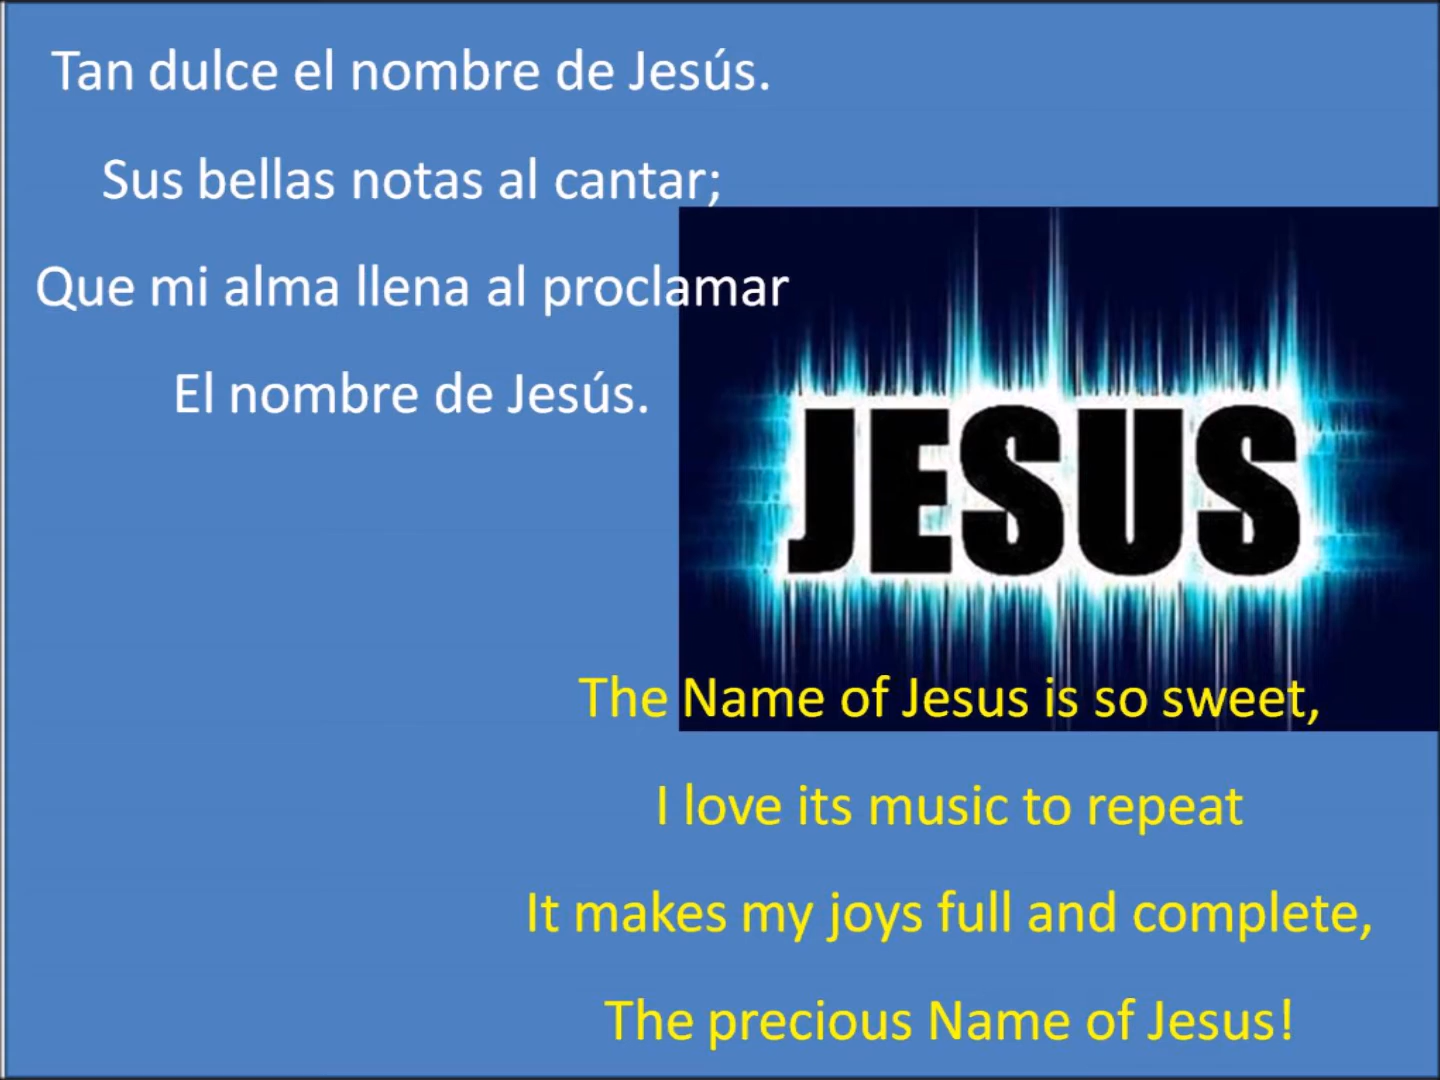 Tan dulce el nombre de Jesús.
Sus bellas notas al cantar;
Que mi alma llena al proclamar
El nombre de Jesús.
JESUS
The Name of Jesus is so sweet,
I love its music to repeat
It makes my joys full and complete,
The precious Name of Jesus!